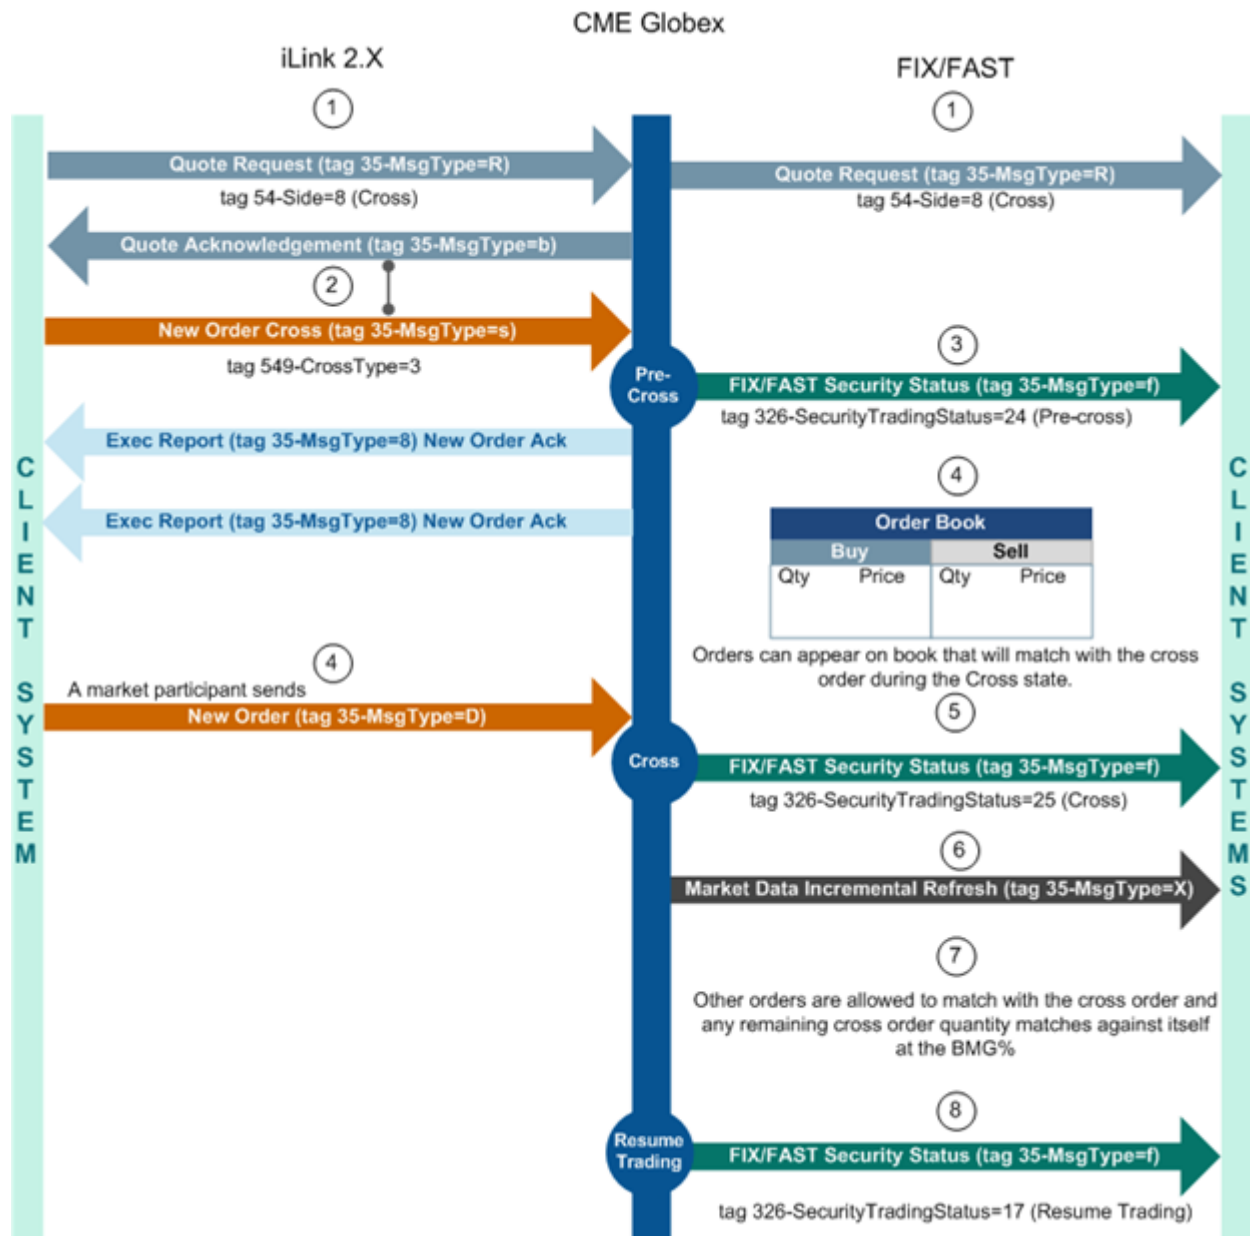 CME Globex
iLink 2.X
FIX/FAST
1
1
Quote Request (tag 35-MsgType=R)
Quote Request (tag 35-MsgType=R)
tag 54-Side=8 (Cross)
tag 54-Side=8 (Cross)
Quote Acknowledgement (tag 35-MsgType=b)
2
New Order Cross (tag 35-MsgType=s)
tag 549-CrossType=3
3
Pre-
Cross
FIX/FAST Security Status (tag 35-MsgType=f)
tag 326-SecurityTradingStatus=24 (Pre-cross)
Exec Report (tag 35-MsgType=8) New Order Ack
4
Exec Report (tag 35-MsgType=8) New Order Ack
Order Book
Buy Sell
Qty Price Qty Price
Orders can appear on book that will match with the cross
order during the Cross state.
4
A market participant sends
New Order (tag 35-MsgType=D)
5
Cross
FIX/FAST Security Status (tag 35-MsgType=f)
tag 326-SecurityTradingStatus=25 (Cross)
6
Market Data Incremental Refresh (tag 35-MsgType=X)
7
Other orders are allowed to match with the cross order and
any remaining cross order quantity matches against itself
at the BMG%
8
Resume
Trading
FIX/FAST Security Status (tag 35-MsgType=f)
tag 326-SecurityTradingStatus=17 (Resume Trading)
CLIENT SYSTEM
CLIENT SYSTEMS